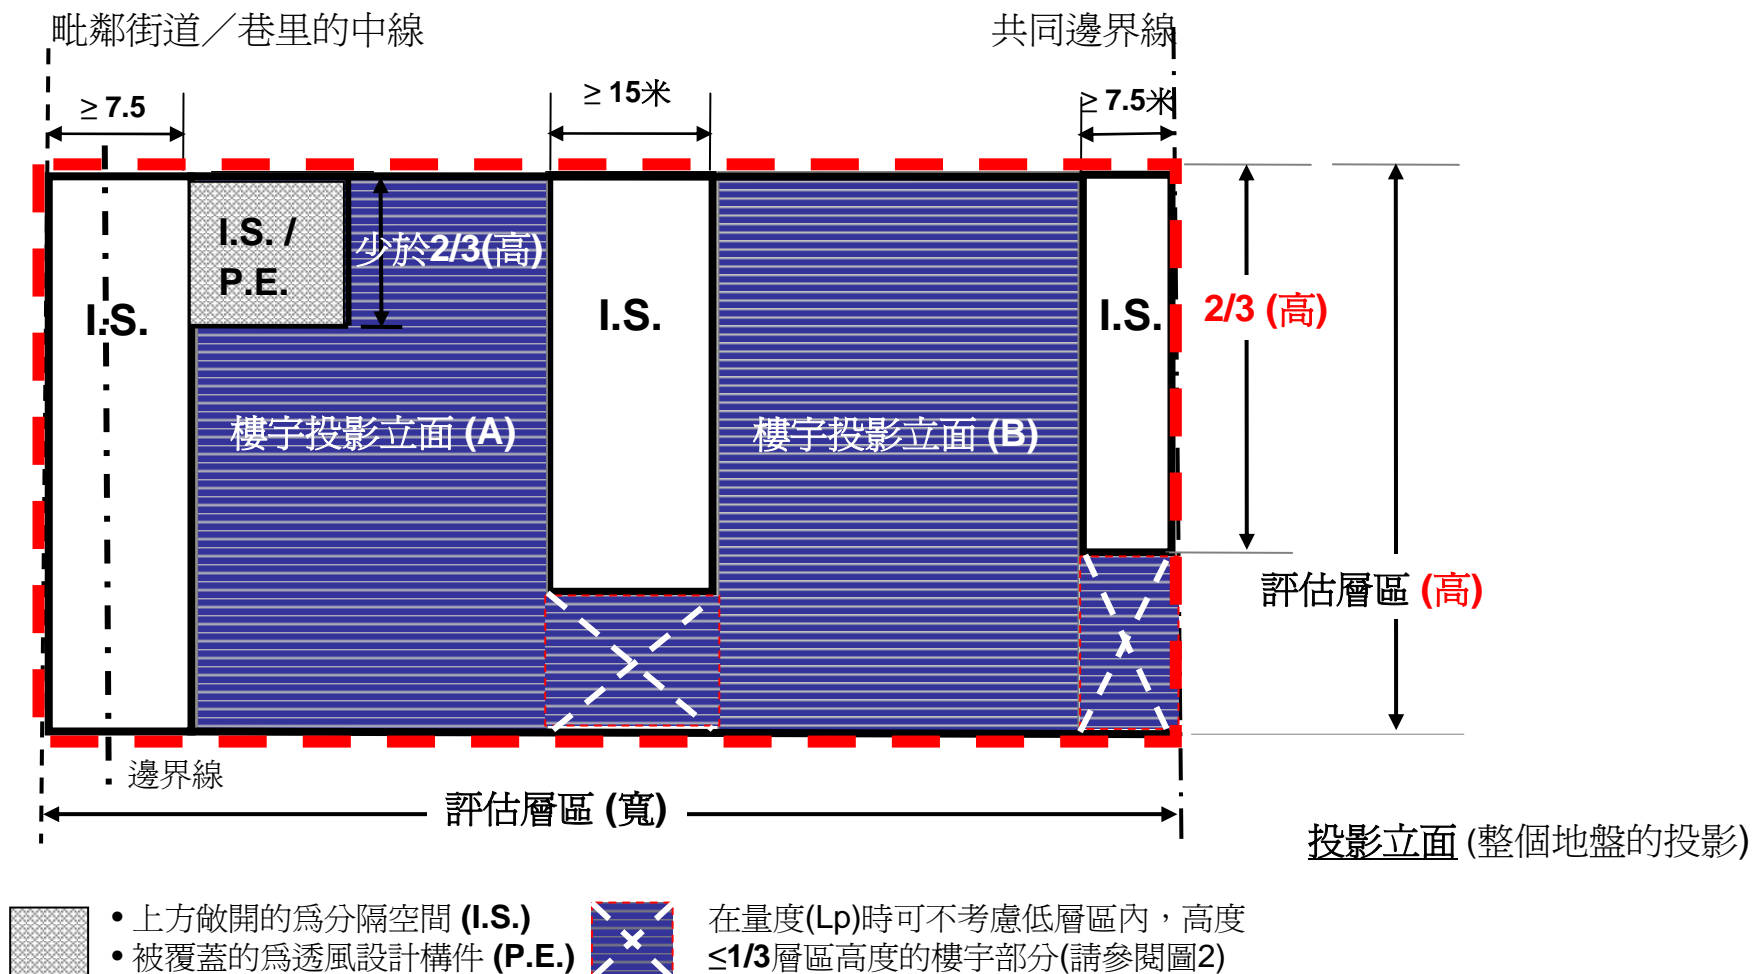 毗鄰街道／巷里的中線
共同邊界線
≥ 7.5
≥ 15米
≥ 7.5米
I.S. /
P.E.
少於2/3(高)
I.S.
I.S.
I.S.
2/3 (高)
樓宇投影立面 (A)
樓宇投影立面 (B)
評估層區 (高)
邊界線
評估層區 (寬)
投影立面 (整個地盤的投影)
• 上方敞開的爲分隔空間 (I.S.)
• 被覆蓋的爲透風設計構件 (P.E.)
在量度(Lp)時可不考慮低層區內，高度
≤1/3層區高度的樓宇部分(請參閱圖2)